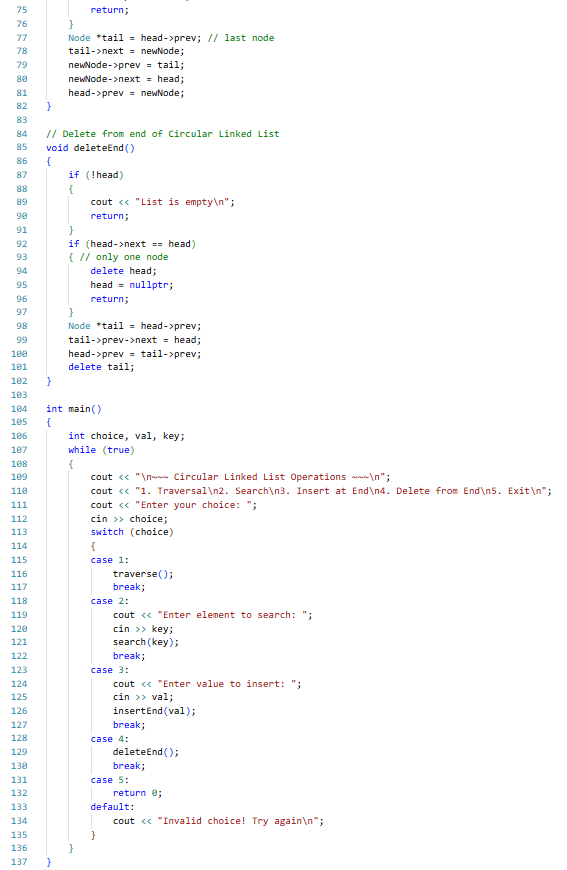 75 return;
76 }
77 Node *tail = head->prev; // last node
78 tail->next = newNode;
79 newNode->prev = tail;
80 newNode->next = head;
81 head->prev = newNode;
82 }
83
84 // Delete from end of Circular Linked List
85 void deleteEnd()
86 {
87 if (!head)
88 {
89 cout << "List is empty\n";
90 return;
91 }
92 if (head->next == head)
93 { // only one node
94 delete head;
95 head = nullptr;
96 return;
97 }
98 Node *tail = head->prev;
99 tail->prev->next = head;
100 head->prev = tail->prev;
101 delete tail;
102 }
103
104 int main()
105 {
106 int choice, val, key;
107 while (true)
108 {
109 cout << "\n~~~ Circular Linked List Operations ~~~\n";
110 cout << "1. Traversal\n2. Search\n3. Insert at End\n4. Delete from End\n5. Exit\n";
111 cout << "Enter your choice: ";
112 cin >> choice;
113 switch (choice)
114 {
115 case 1:
116 traverse();
117 break;
118 case 2:
119 cout << "Enter element to search: ";
120 cin >> key;
121 search(key);
122 break;
123 case 3:
124 cout << "Enter value to insert: ";
125 cin >> val;
126 insertEnd(val);
127 break;
128 case 4:
129 deleteEnd();
130 break;
131 case 5:
132 return 0;
133 default:
134 cout << "Invalid choice! Try again\n";
135 }
136 }
137 }